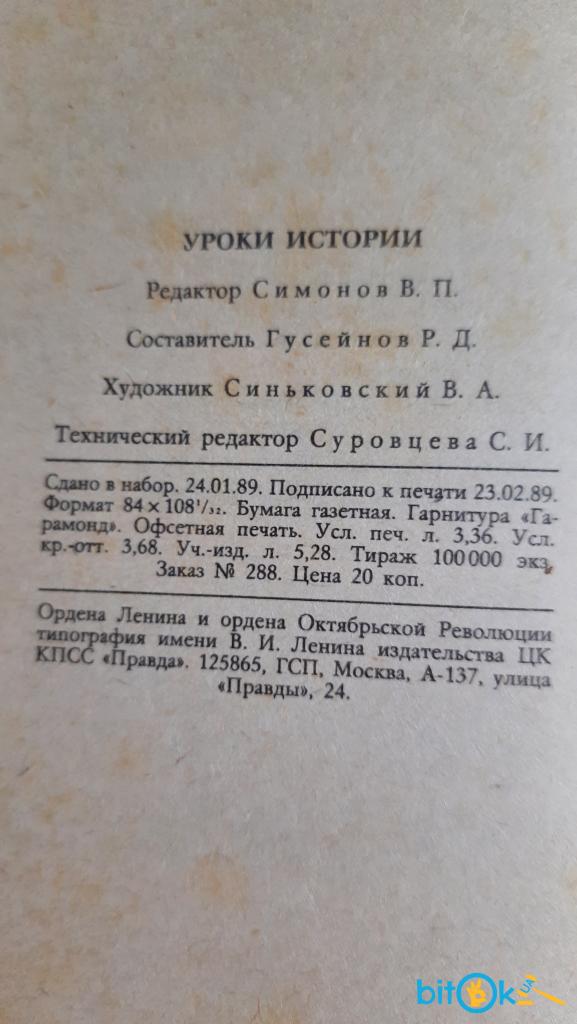 УРОКИ ИСТОРИИ
Редактор Симонов В. П.
Составитель Гусейнов Р. Д.
Художник Синьковский В. А.
Технический редактор Суровцева С. И.
Сдано в набор. 24.01.89. Подписано к печати 23.02.89.
Формат 84×108¹/₃₂. Бумага газетная. Гарнитура «Га-
рамонд». Офсетная печать. Усл. печ. л. 3,36. Усл.
кр.-отт. 3,68. Уч.-изд. л. 5,28. Тираж 100 000 экз.
Заказ № 288. Цена 20 коп.
Ордена Ленина и ордена Октябрьской Революции
типография имени В. И. Ленина издательства ЦК
КПСС «Правда». 125865, ГСП, Москва, А-137, улица
«Правды», 24.
bitOk UA